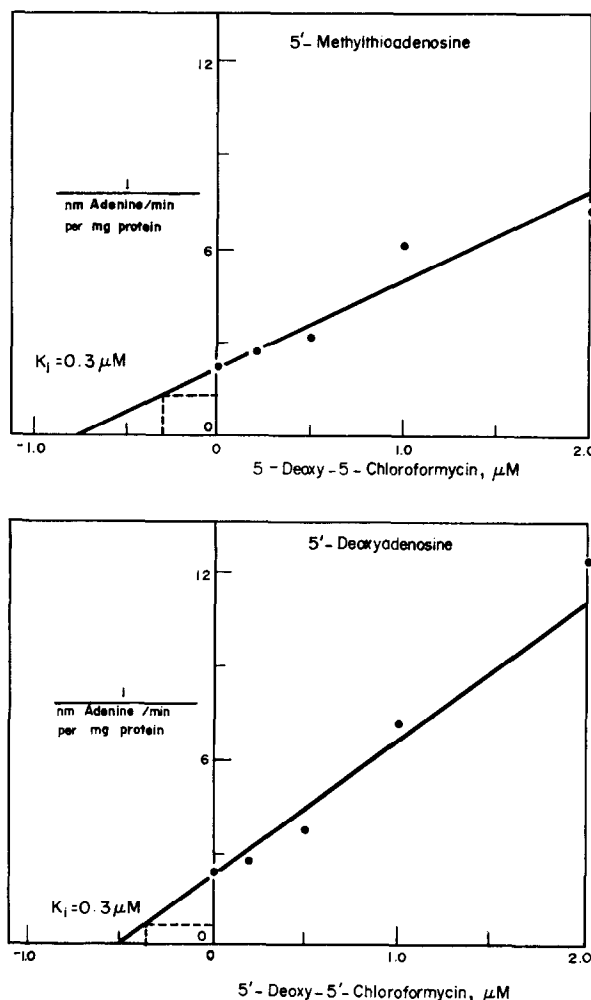 5'- Methylthioadenosine
12
1
nm Adenine/min
per mg protein
6
Ki = 0.3 μM
0
-1.0
0
1.0
2.0
5 - Deoxy - 5 - Chloroformycin, μM
5'- Deoxyadenosine
12
1
nm Adenine /min
per mg protein
6
Ki = 0.3 μM
0
-1.0
0
1.0
2.0
5'- Deoxy - 5'- Chloroformycin, μM